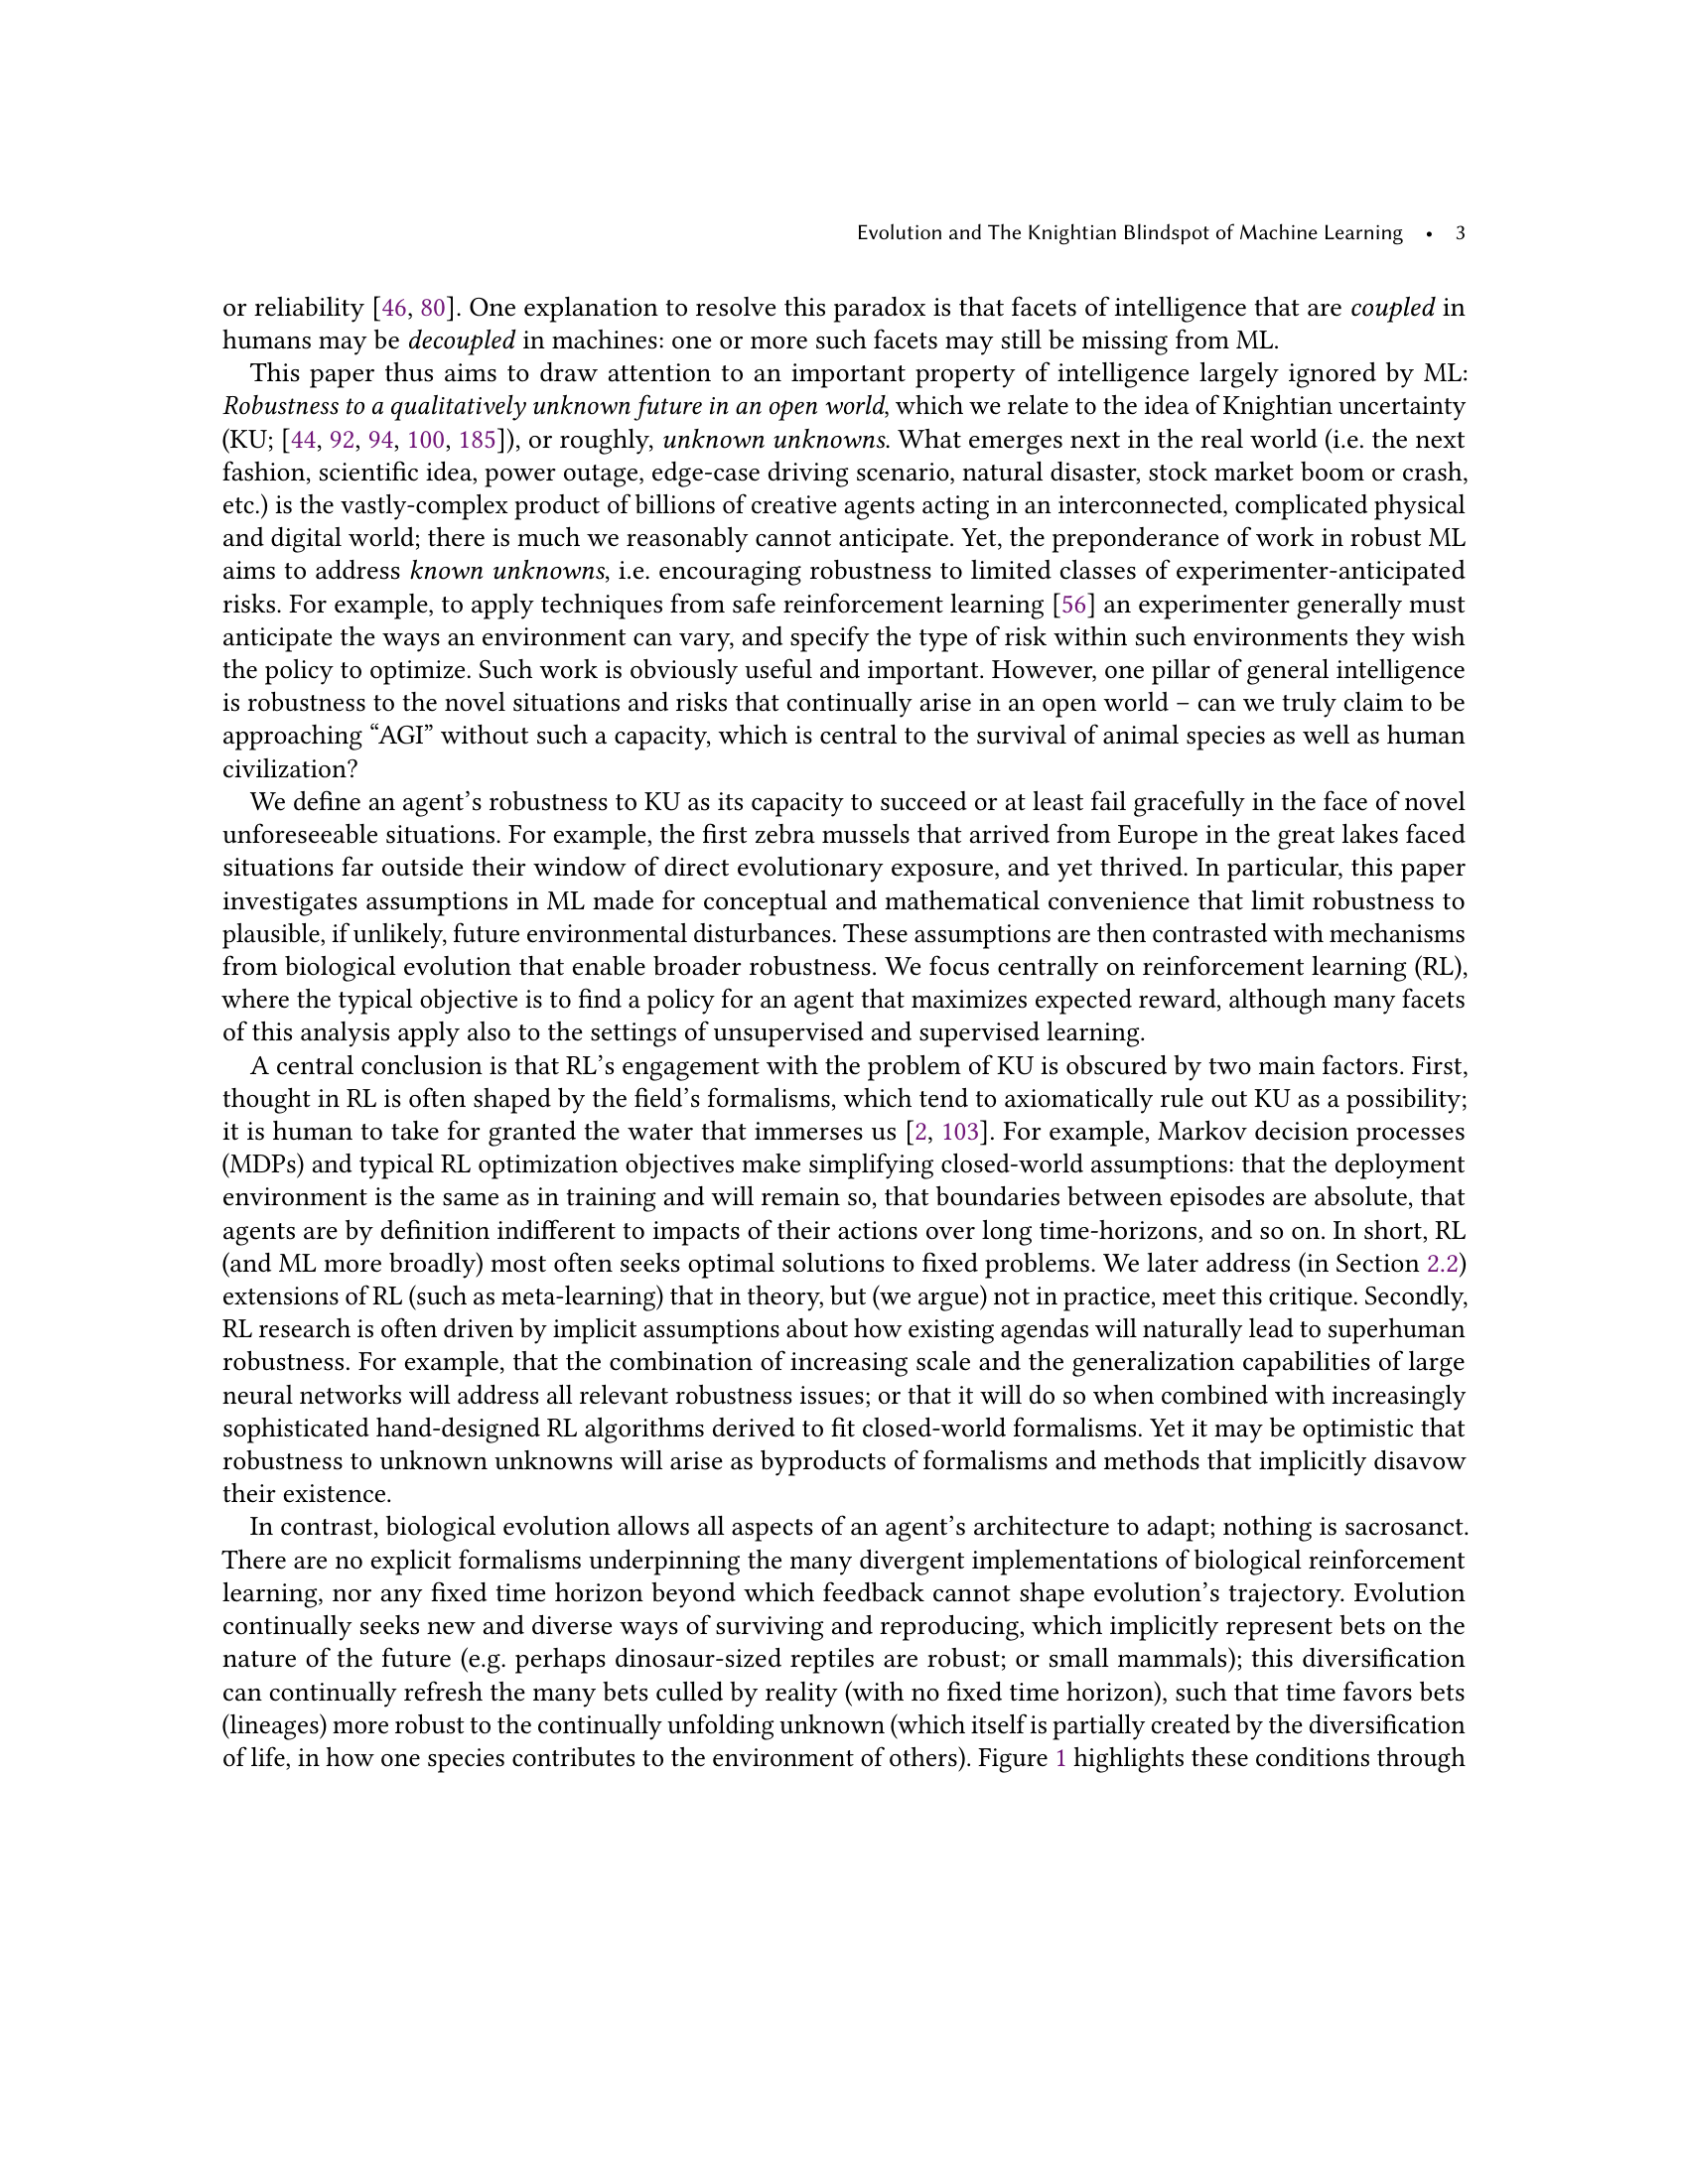 Evolution and The Knightian Blindspot of Machine Learning • 3
or reliability [46, 80]. One explanation to resolve this paradox is that facets of intelligence that are coupled in
humans may be decoupled in machines: one or more such facets may still be missing from ML.
This paper thus aims to draw attention to an important property of intelligence largely ignored by ML:
Robustness to a qualitatively unknown future in an open world, which we relate to the idea of Knightian uncertainty
(KU; [44, 92, 94, 100, 185]), or roughly, unknown unknowns. What emerges next in the real world (i.e. the next
fashion, scientific idea, power outage, edge-case driving scenario, natural disaster, stock market boom or crash,
etc.) is the vastly-complex product of billions of creative agents acting in an interconnected, complicated physical
and digital world; there is much we reasonably cannot anticipate. Yet, the preponderance of work in robust ML
aims to address known unknowns, i.e. encouraging robustness to limited classes of experimenter-anticipated
risks. For example, to apply techniques from safe reinforcement learning [56] an experimenter generally must
anticipate the ways an environment can vary, and specify the type of risk within such environments they wish
the policy to optimize. Such work is obviously useful and important. However, one pillar of general intelligence
is robustness to the novel situations and risks that continually arise in an open world – can we truly claim to be
approaching “AGI” without such a capacity, which is central to the survival of animal species as well as human
civilization?
We define an agent’s robustness to KU as its capacity to succeed or at least fail gracefully in the face of novel
unforeseeable situations. For example, the first zebra mussels that arrived from Europe in the great lakes faced
situations far outside their window of direct evolutionary exposure, and yet thrived. In particular, this paper
investigates assumptions in ML made for conceptual and mathematical convenience that limit robustness to
plausible, if unlikely, future environmental disturbances. These assumptions are then contrasted with mechanisms
from biological evolution that enable broader robustness. We focus centrally on reinforcement learning (RL),
where the typical objective is to find a policy for an agent that maximizes expected reward, although many facets
of this analysis apply also to the settings of unsupervised and supervised learning.
A central conclusion is that RL’s engagement with the problem of KU is obscured by two main factors. First,
thought in RL is often shaped by the field’s formalisms, which tend to axiomatically rule out KU as a possibility;
it is human to take for granted the water that immerses us [2, 103]. For example, Markov decision processes
(MDPs) and typical RL optimization objectives make simplifying closed-world assumptions: that the deployment
environment is the same as in training and will remain so, that boundaries between episodes are absolute, that
agents are by definition indifferent to impacts of their actions over long time-horizons, and so on. In short, RL
(and ML more broadly) most often seeks optimal solutions to fixed problems. We later address (in Section 2.2)
extensions of RL (such as meta-learning) that in theory, but (we argue) not in practice, meet this critique. Secondly,
RL research is often driven by implicit assumptions about how existing agendas will naturally lead to superhuman
robustness. For example, that the combination of increasing scale and the generalization capabilities of large
neural networks will address all relevant robustness issues; or that it will do so when combined with increasingly
sophisticated hand-designed RL algorithms derived to fit closed-world formalisms. Yet it may be optimistic that
robustness to unknown unknowns will arise as byproducts of formalisms and methods that implicitly disavow
their existence.
In contrast, biological evolution allows all aspects of an agent’s architecture to adapt; nothing is sacrosanct.
There are no explicit formalisms underpinning the many divergent implementations of biological reinforcement
learning, nor any fixed time horizon beyond which feedback cannot shape evolution’s trajectory. Evolution
continually seeks new and diverse ways of surviving and reproducing, which implicitly represent bets on the
nature of the future (e.g. perhaps dinosaur-sized reptiles are robust; or small mammals); this diversification
can continually refresh the many bets culled by reality (with no fixed time horizon), such that time favors bets
(lineages) more robust to the continually unfolding unknown (which itself is partially created by the diversification
of life, in how one species contributes to the environment of others). Figure 1 highlights these conditions through